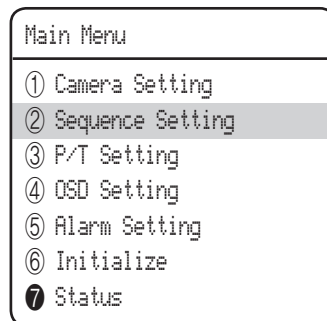 Main Menu
① Camera Setting
② Sequence Setting
③ P/T Setting
④ OSD Setting
⑤ Alarm Setting
⑥ Initialize
❼ Status